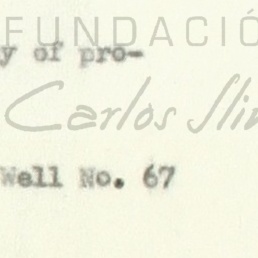 FUNDACIÓ
y of pro-
Carlos Slim
Well No. 67